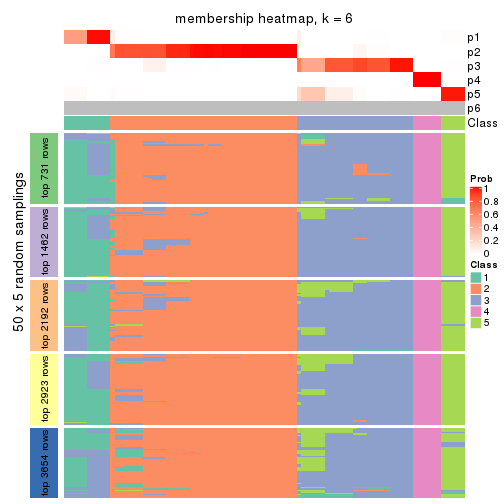 membership heatmap, k = 6
p1
p2
p3
p4
p5
p6
Class
50 x 5 random samplings
top 731 rows
top 1462 rows
top 2192 rows
top 2923 rows
top 3654 rows
Prob
1
0.8
0.6
0.4
0.2
0
Class
1
2
3
4
5